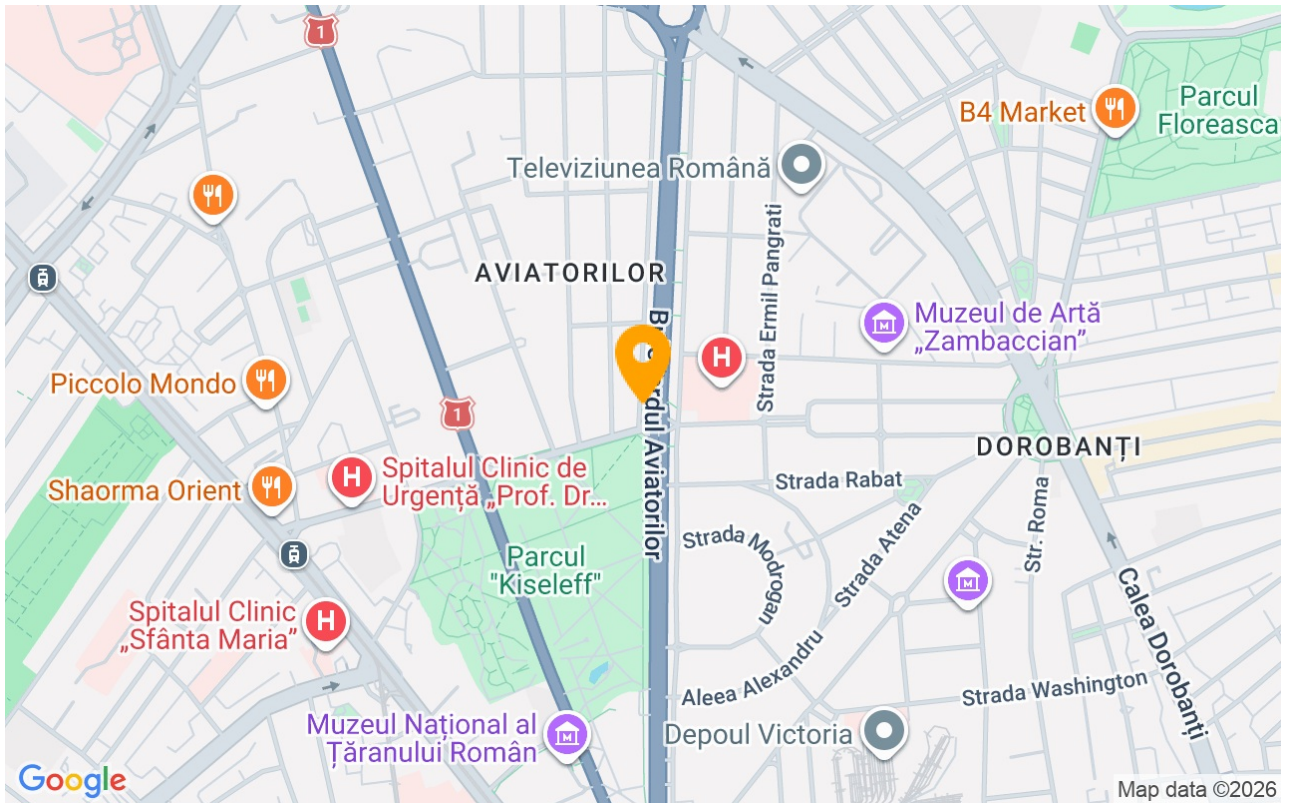 1
B4 Market
Parcul
Floreasca
Televiziunea Română
Strada Ermil Pangrati
AVIATORILOR
Muzeul de Artă
„Zambaccian”
H
Piccolo Mondo
1
Bulevardul Aviatorilor
DOROBANȚI
Shaorma Orient
H
Spitalul Clinic de
Urgență „Prof. Dr...
Strada Rabat
Str. Roma
Strada Modrogan
Strada Atena
Parcul
"Kiseleff"
Spitalul Clinic
„Sfânta Maria”
H
Calea Dorobanți
Aleea Alexandru
Strada Washington
Muzeul Național al
Țăranului Român
Depoul Victoria
Google
Map data ©2026